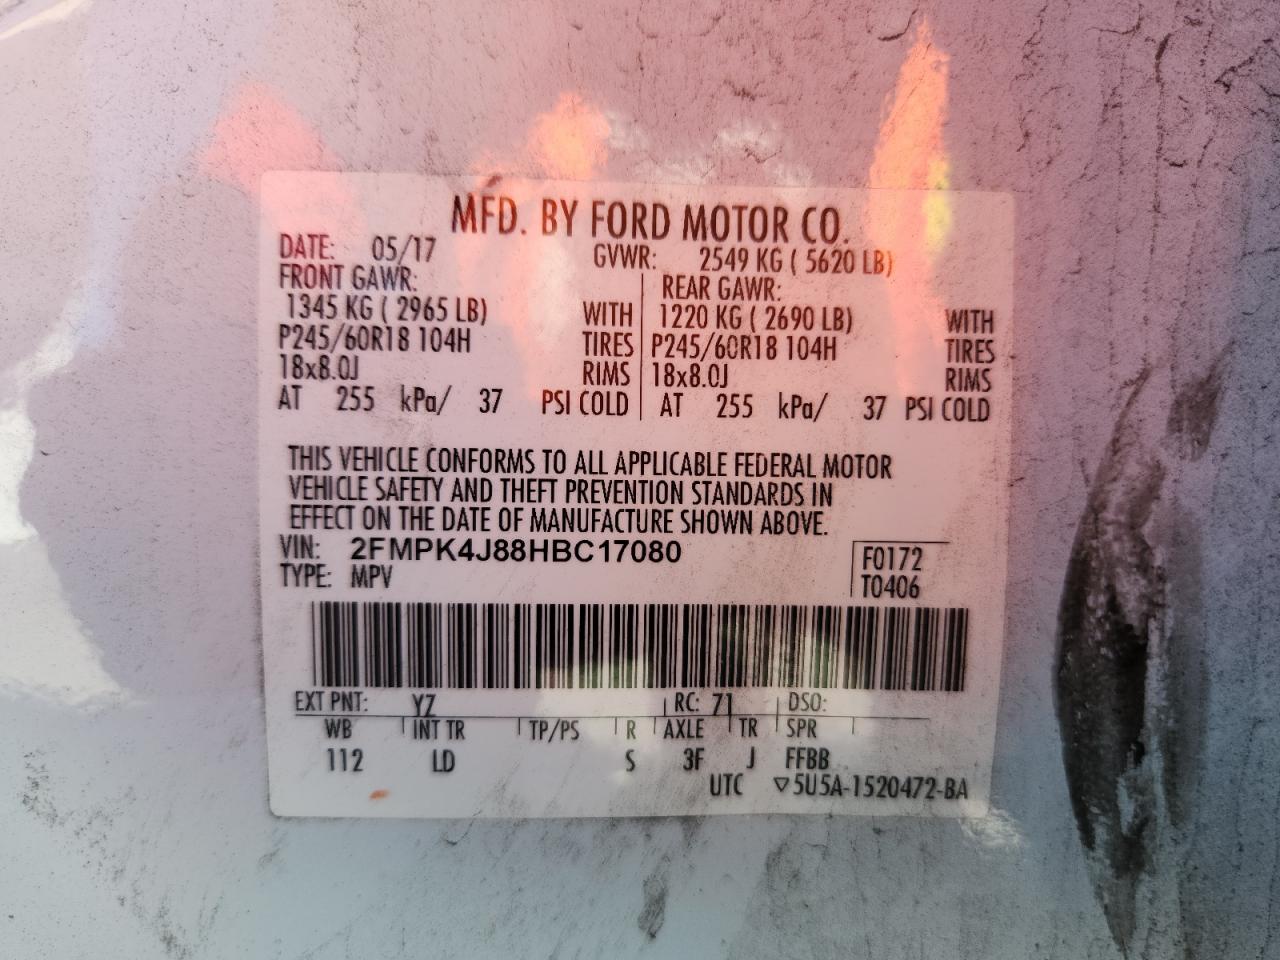 MFD. BY FORD MOTOR CO.
DATE: 05/17 GVWR: 2549 KG ( 5620 LB)
FRONT GAWR: REAR GAWR:
1345 KG ( 2965 LB) WITH 1220 KG ( 2690 LB) WITH
P245/60R18 104H TIRES P245/60R18 104H TIRES
18x8.0J RIMS 18x8.0J RIMS
AT 255 kPa/ 37 PSI COLD AT 255 kPa/ 37 PSI COLD
THIS VEHICLE CONFORMS TO ALL APPLICABLE FEDERAL MOTOR
VEHICLE SAFETY AND THEFT PREVENTION STANDARDS IN
EFFECT ON THE DATE OF MANUFACTURE SHOWN ABOVE.
VIN: 2FMPK4J88HBC17080 F0172
TYPE: MPV T0406
EXT PNT: YZ RC: 71 DSO:
WB INT TR TP/PS R AXLE TR SPR
112 LD S 3F J FFBB
UTC ▽5U5A-1520472-BA